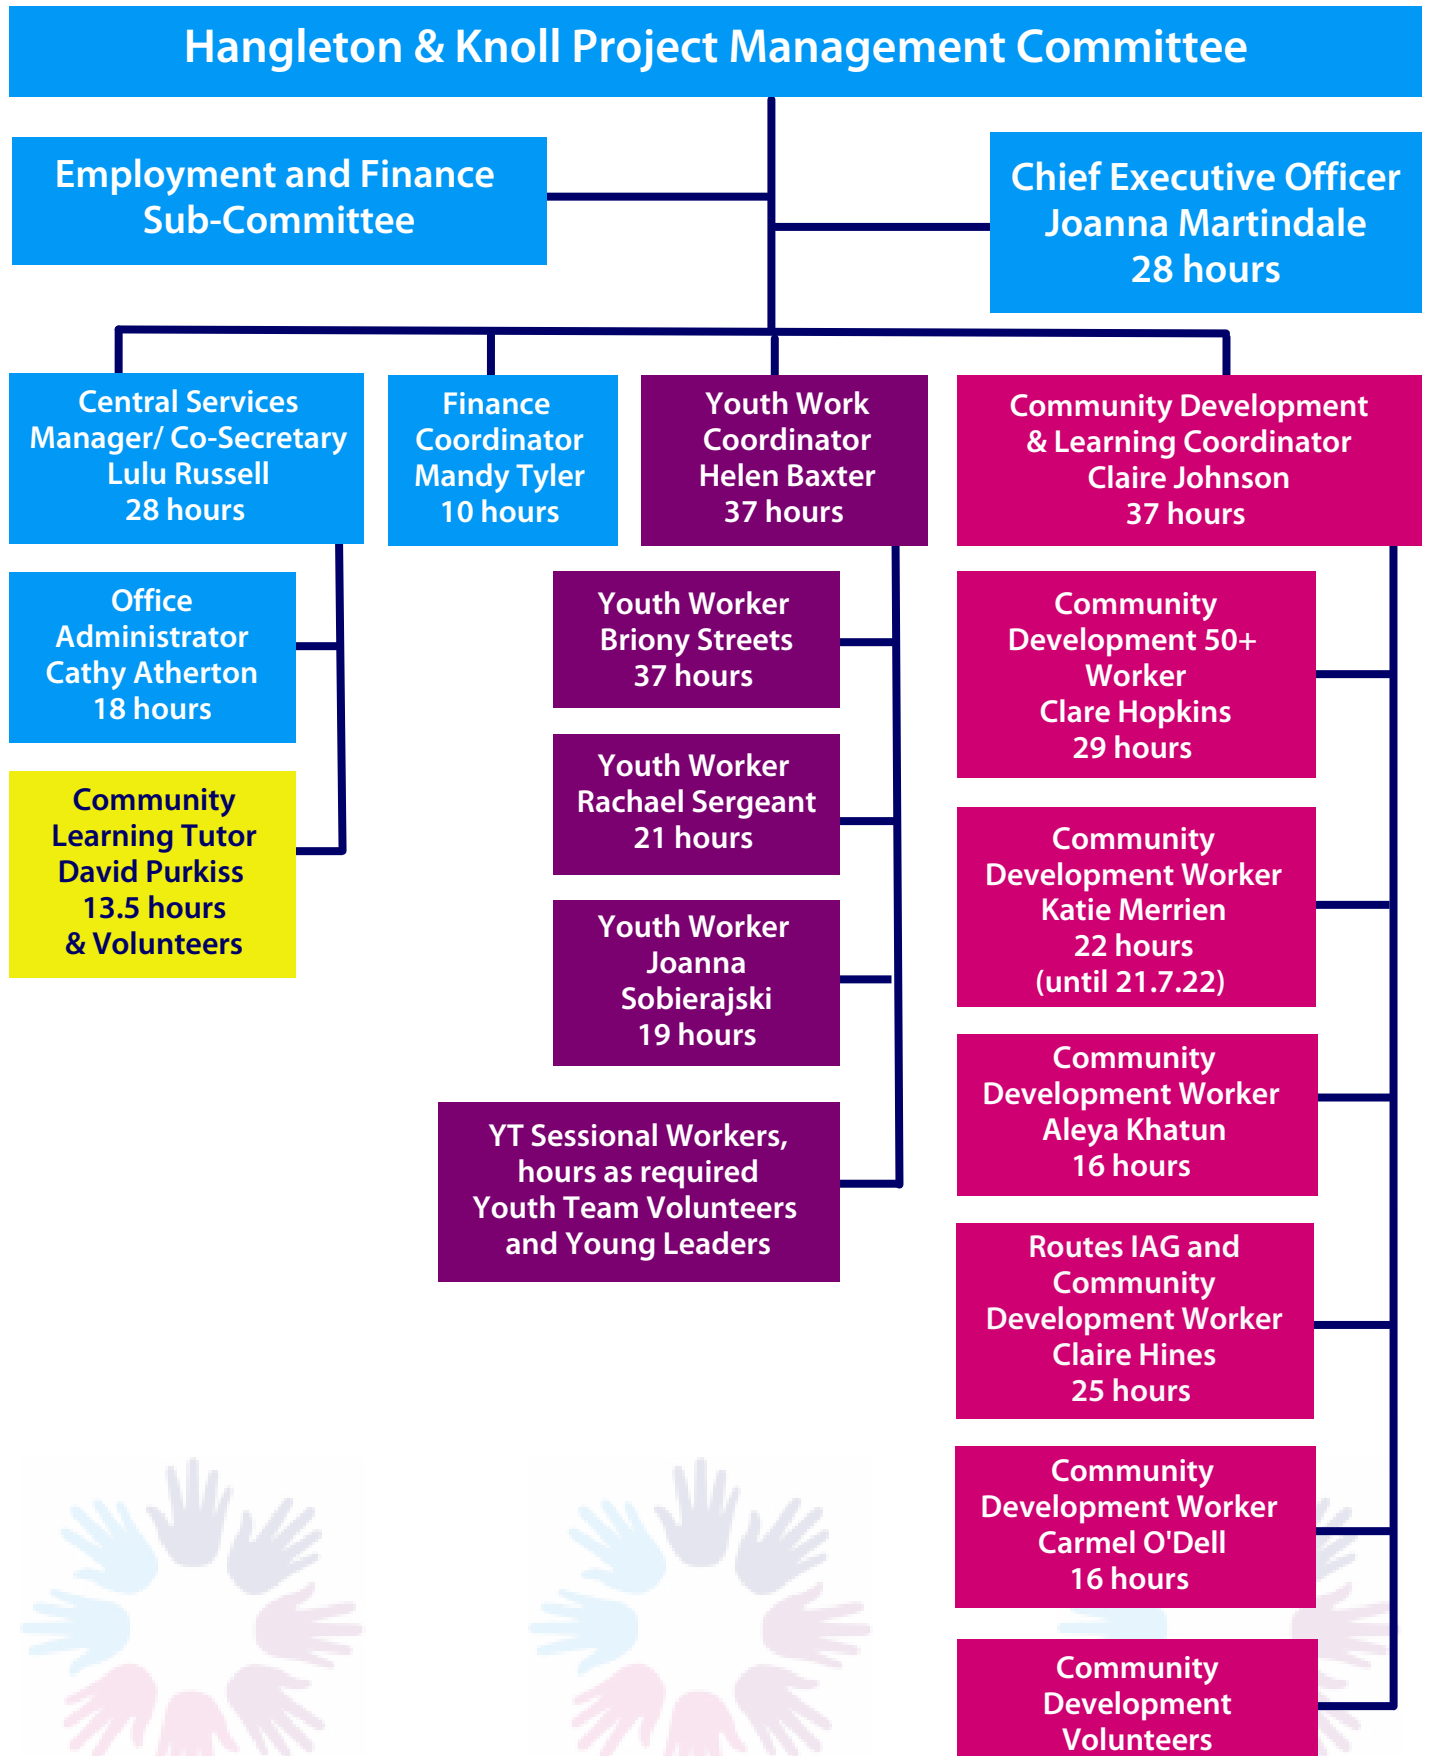 Hangleton & Knoll Project Management Committee
Employment and Finance
Sub-Committee
Chief Executive Officer
Joanna Martindale
28 hours
Central Services
Manager/ Co-Secretary
Lulu Russell
28 hours
Finance
Coordinator
Mandy Tyler
10 hours
Youth Work
Coordinator
Helen Baxter
37 hours
Community Development
& Learning Coordinator
Claire Johnson
37 hours
Office
Administrator
Cathy Atherton
18 hours
Community
Learning Tutor
David Purkiss
13.5 hours
& Volunteers
Youth Worker
Briony Streets
37 hours
Youth Worker
Rachael Sergeant
21 hours
Youth Worker
Joanna
Sobierajski
19 hours
YT Sessional Workers,
hours as required
Youth Team Volunteers
and Young Leaders
Community
Development 50+
Worker
Clare Hopkins
29 hours
Community
Development Worker
Katie Merrien
22 hours
(until 21.7.22)
Community
Development Worker
Aleya Khatun
16 hours
Routes IAG and
Community
Development Worker
Claire Hines
25 hours
Community
Development Worker
Carmel O'Dell
16 hours
Community
Development
Volunteers